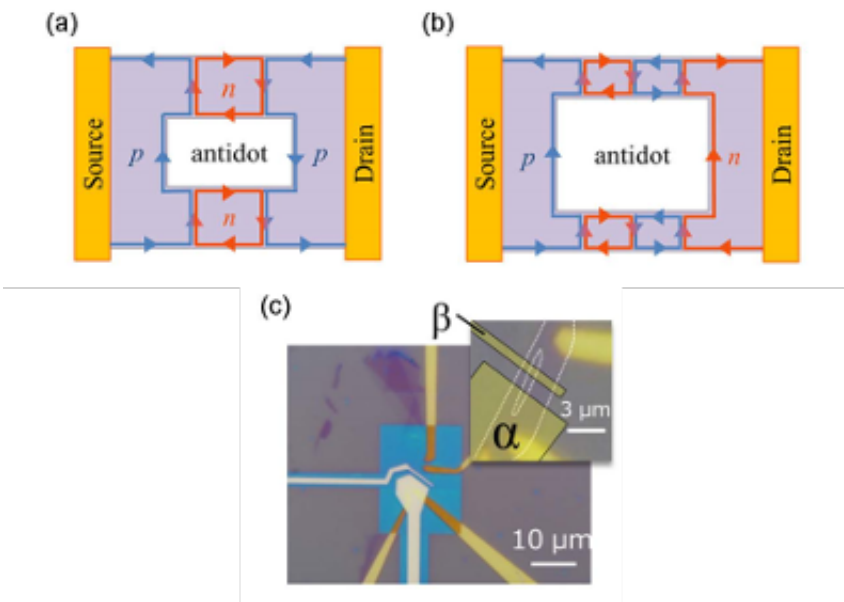 (a)
Source
n
p
antidot
p
n
Drain
(b)
Source
p
antidot
n
Drain
(c)
β
3 μm
α
10 μm